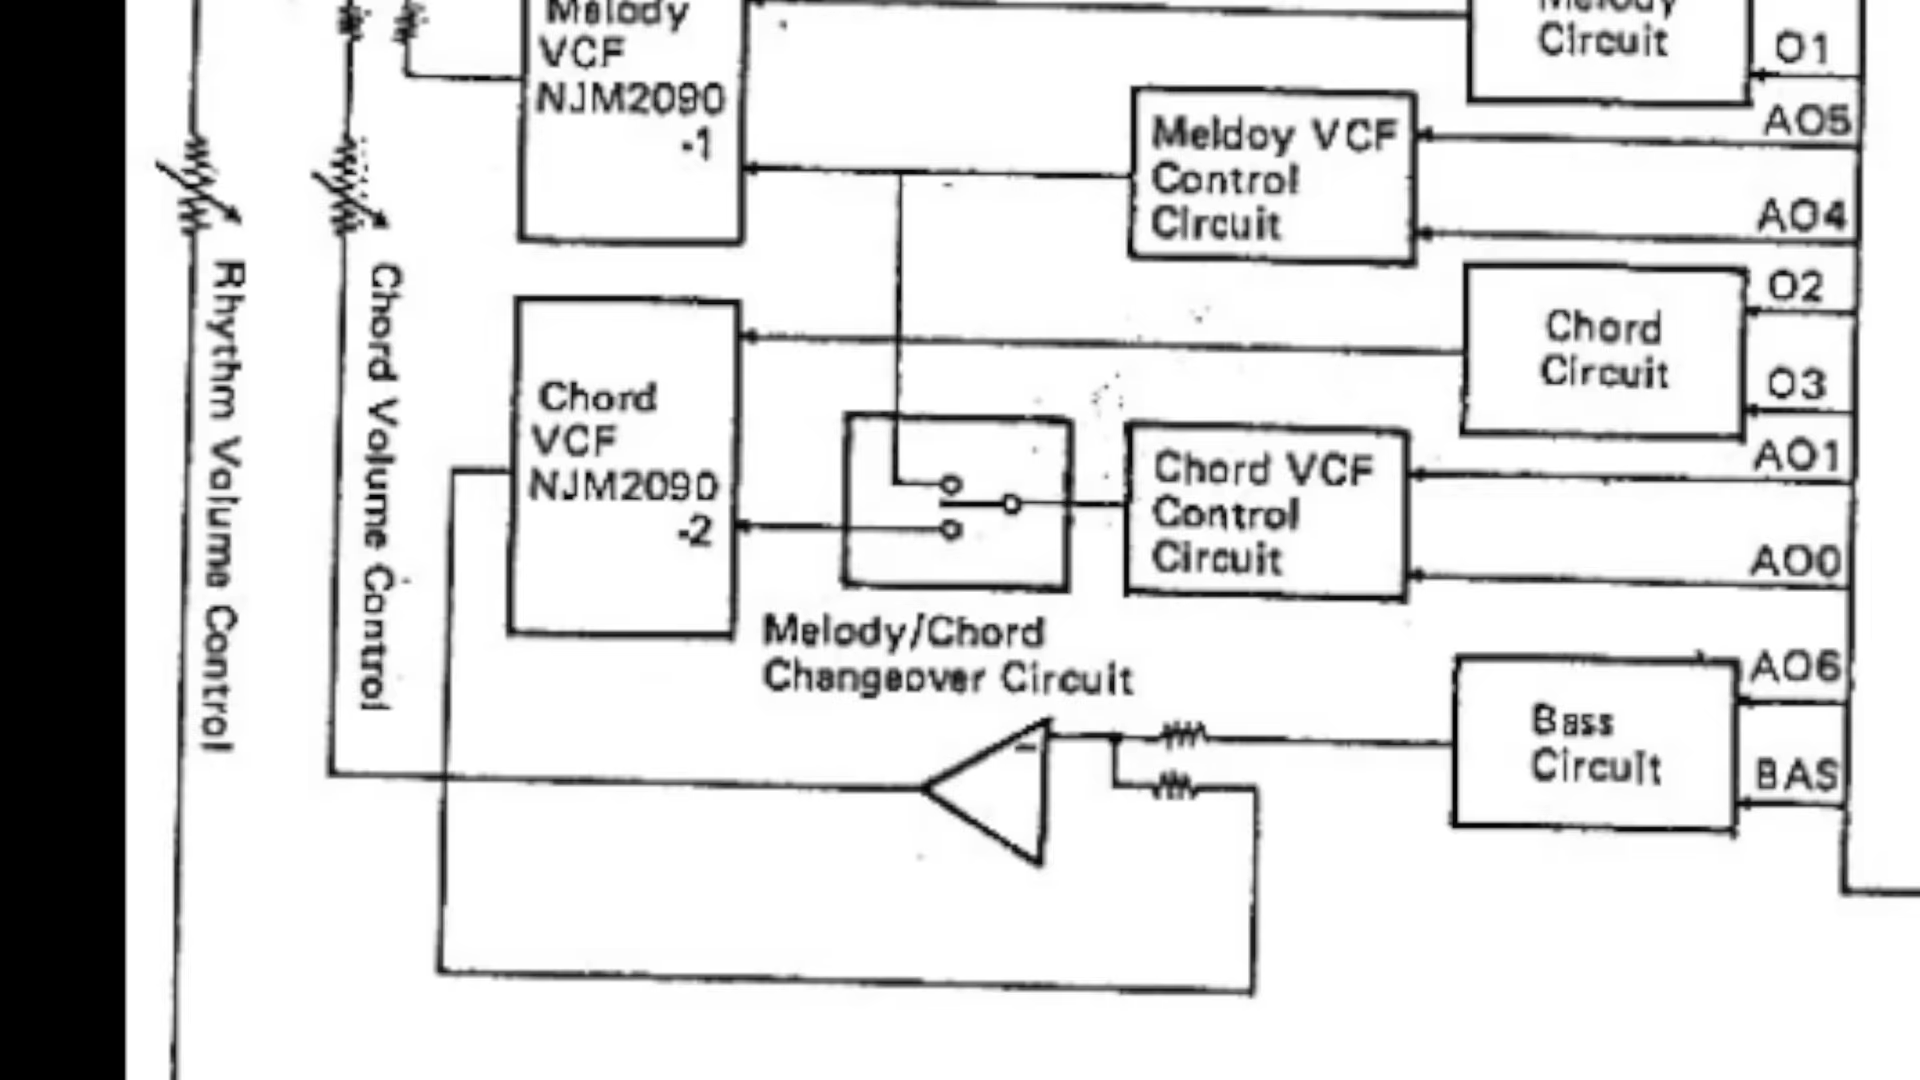 Melody
VCF
NJM2090
-1
Melody
Circuit
O1
AO5
Meldoy VCF
Control
Circuit
AO4
O2
Chord
Circuit
O3
Chord
VCF
NJM2090
-2
Chord VCF
Control
Circuit
AO1
AO0
Melody/Chord
Changeover Circuit
AO6
Bass
Circuit
BAS
–
Rhythm Volume Control
Chord Volume Control